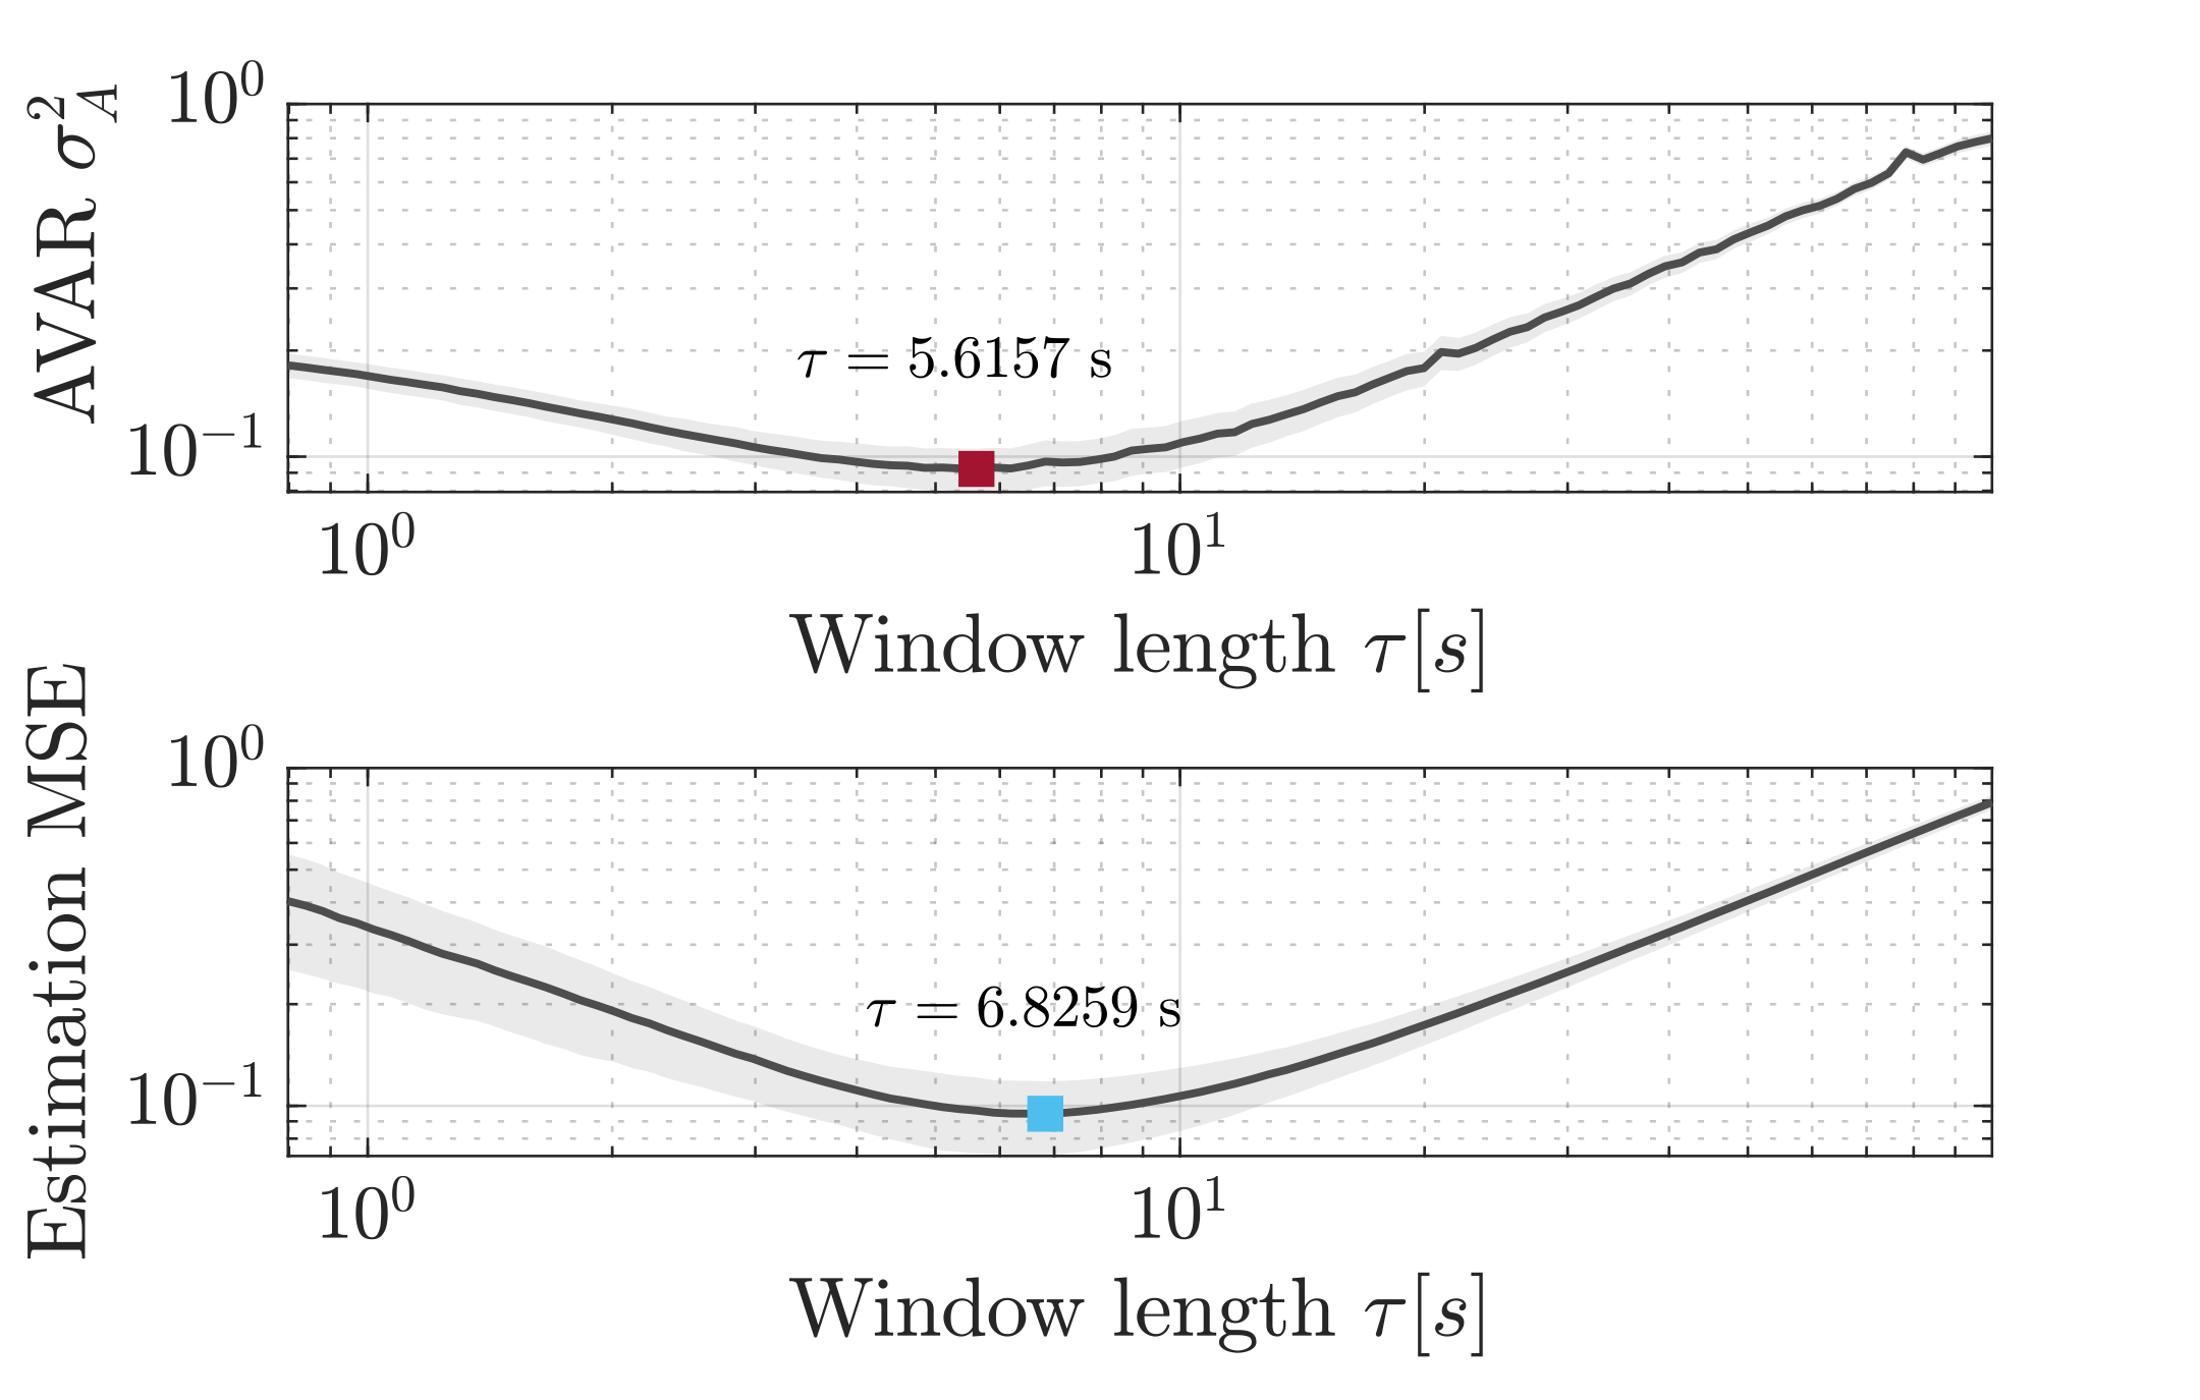 AVAR σ²_A
10⁰
τ = 5.6157 s
10⁻¹
10⁰ 10¹
Window length τ[s]
Estimation MSE
10⁰
τ = 6.8259 s
10⁻¹
10⁰ 10¹
Window length τ[s]